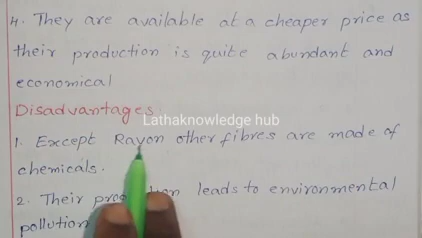 4. They are available at a cheaper price as
their production is quite abundant and
economical
Disadvantages
Lathaknowledge hub
1. Except Rayon other fibres are made of
chemicals.
2. Their leads to environmental
pollution